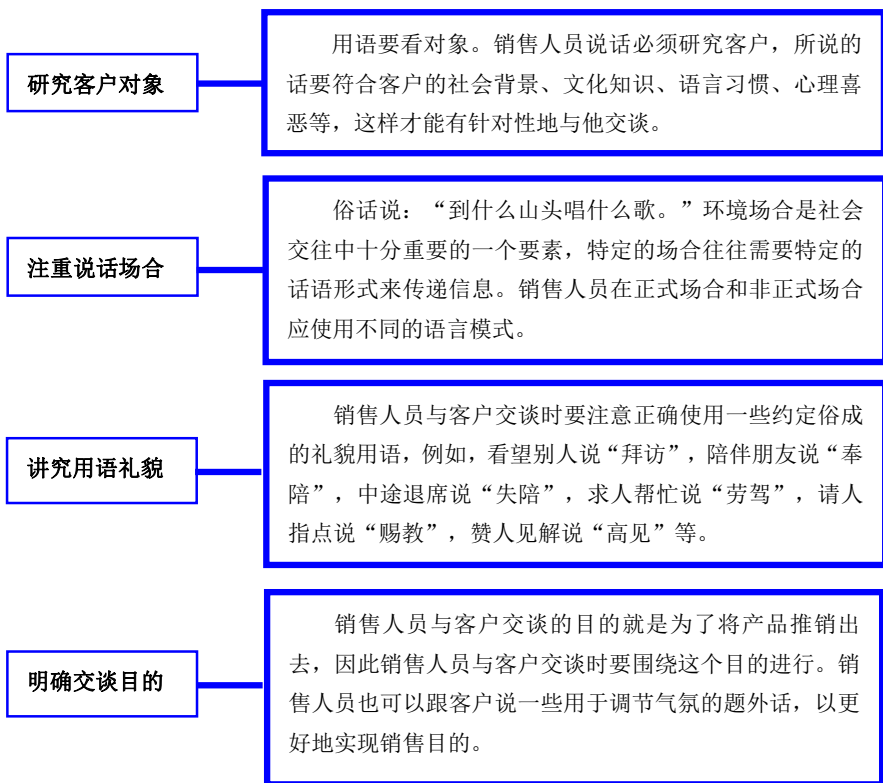 研究客户对象
用语要看对象。销售人员说话必须研究客户，所说的
话要符合客户的社会背景、文化知识、语言习惯、心理喜
恶等，这样才能有针对性地与他交谈。
注重说话场合
俗话说：“到什么山头唱什么歌。”环境场合是社会
交往中十分重要的一个要素，特定的场合往往需要特定的
话语形式来传递信息。销售人员在正式场合和非正式场合
应使用不同的语言模式。
讲究用语礼貌
销售人员与客户交谈时要注意正确使用一些约定俗成
的礼貌用语，例如，看望别人说“拜访”，陪伴朋友说“奉
陪”，中途退席说“失陪”，求人帮忙说“劳驾”，请人
指点说“赐教”，赞人见解说“高见”等。
明确交谈目的
销售人员与客户交谈的目的就是为了将产品推销出
去，因此销售人员与客户交谈时要围绕这个目的进行。销
售人员也可以跟客户说一些用于调节气氛的题外话，以更
好地实现销售目的。